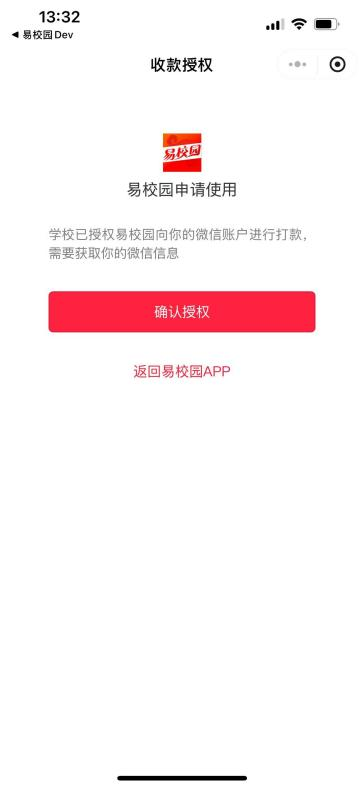 13:32
◀ 易校园Dev
收款授权
易校园
易校园申请使用
学校已授权易校园向你的微信账户进行打款，
需要获取你的微信信息
确认授权
返回易校园APP